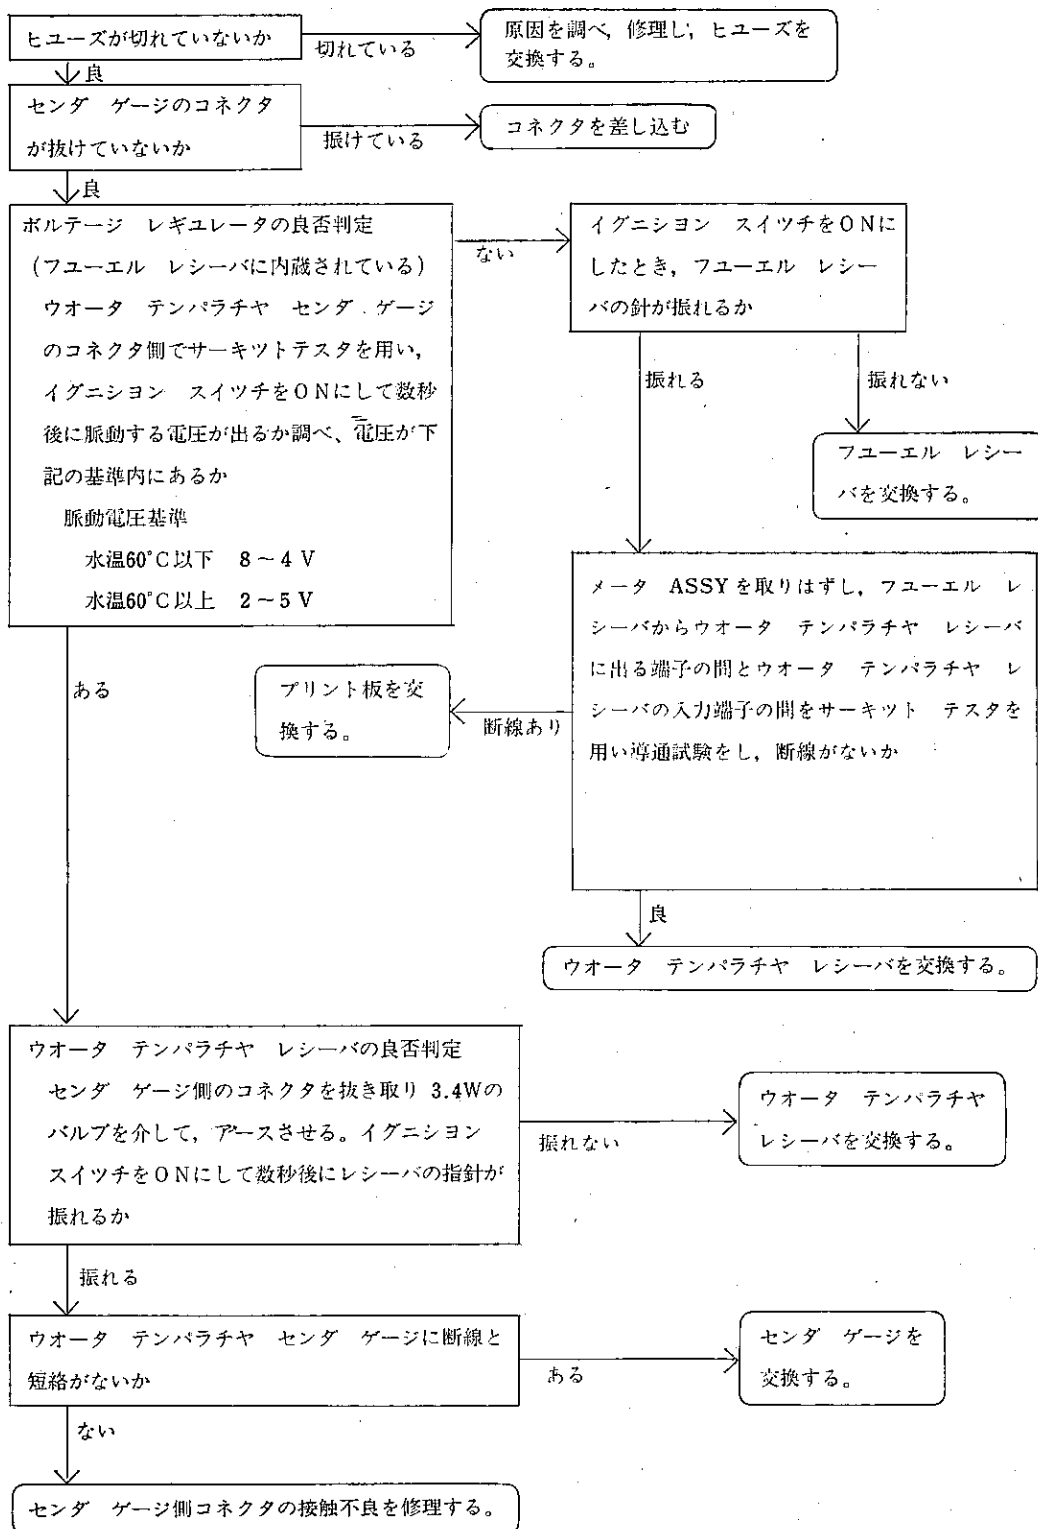 ヒユーズが切れていないか
切れている
原因を調べ，修理し，ヒユーズを
交換する。
良
センダ　ゲージのコネクタ
が抜けていないか
振けている
コネクタを差し込む
良
ボルテージ　レギユレータの良否判定
（フユーエル　レシーバに内蔵されている）
ウオータ　テンパラチヤ　センダ　ゲージ
のコネクタ側でサーキツトテスタを用い，
イグニシヨン　スイツチをONにして数秒
後に脈動する電圧が出るか調べ、電圧が下
記の基準内にあるか
脈動電圧基準
水温60°C以下　8～4 V
水温60°C以上　2～5 V
ない
イグニシヨン　スイツチをONに
したとき，フユーエル　レシー
バの針が振れるか
振れる
振れない
フユーエル　レシー
バを交換する。
メータ　ASSYを取りはずし，フユーエル　レ
シーバからウオータ　テンパラチヤ　レシーバ
に出る端子の間とウオータ　テンパラチヤ　レ
シーバの入力端子の間をサーキツト　テスタを
用い導通試験をし，断線がないか
断線あり
プリント板を交
換する。
良
ウオータ　テンパラチヤ　レシーバを交換する。
ある
ウオータ　テンパラチヤ　レシーバの良否判定
センダ　ゲージ側のコネクタを抜き取り 3.4Wの
バルブを介して，アースさせる。イグニシヨン
スイツチをONにして数秒後にレシーバの指針が
振れるか
振れない
ウオータ　テンパラチヤ
レシーバを交換する。
振れる
ウオータ　テンパラチヤ　センダ　ゲージに断線と
短絡がないか
ある
センダ　ゲージを
交換する。
ない
センダ　ゲージ側コネクタの接触不良を修理する。